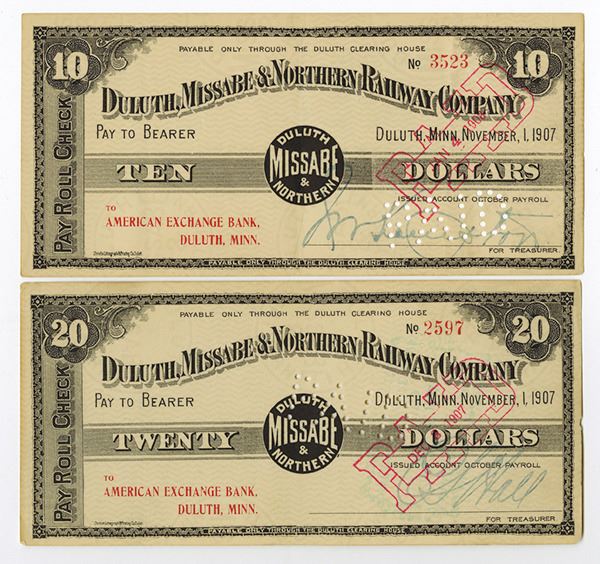 PAYABLE ONLY THROUGH THE DULUTH CLEARING HOUSE
10 10
No 3523
DULUTH, MISSABE & NORTHERN RAILWAY COMPANY
PAY TO BEARER DULUTH, MINN. NOVEMBER, 1, 1907
PAID
DULUTH
MISSABE
&
NORTHERN
TEN DOLLARS
ISSUED ACCOUNT OCTOBER PAYROLL
PAY ROLL CHECK
TO
AMERICAN EXCHANGE BANK,
DULUTH, MINN.
FOR TREASURER.
PAYABLE ONLY THROUGH THE DULUTH CLEARING HOUSE
PAYABLE ONLY THROUGH THE DULUTH CLEARING HOUSE
20 20
No 2597
DULUTH, MISSABE & NORTHERN RAILWAY COMPANY
PAY TO BEARER DULUTH, MINN. NOVEMBER, 1, 1907
PAID
DULUTH
MISSABE
&
NORTHERN
TWENTY DOLLARS
ISSUED ACCOUNT OCTOBER PAYROLL
PAY ROLL CHECK
TO
AMERICAN EXCHANGE BANK,
DULUTH, MINN.
Hall
FOR TREASURER.
PAYABLE ONLY THROUGH THE DULUTH CLEARING HOUSE